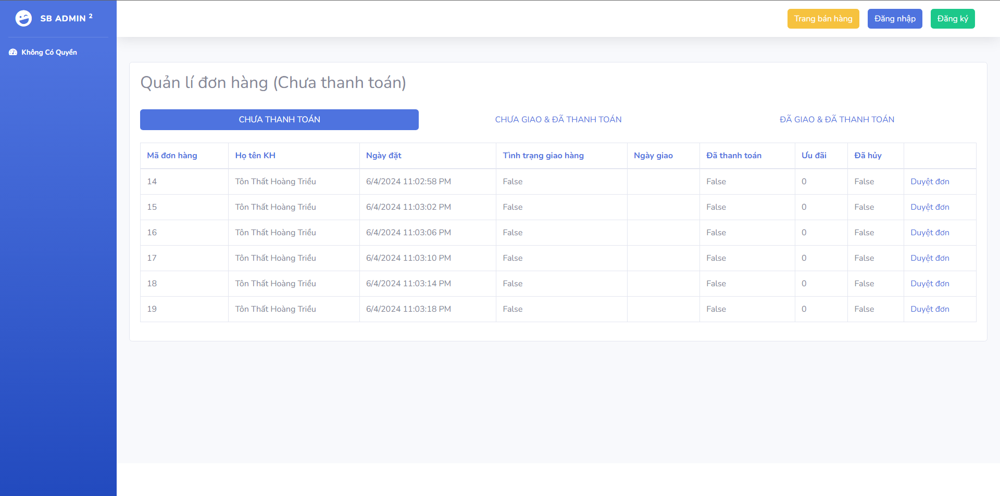 SB ADMIN 2
Trang bán hàng Đăng nhập Đăng ký
Không Có Quyền
Quản lí đơn hàng (Chưa thanh toán)
CHƯA THANH TOÁN CHƯA GIAO & ĐÃ THANH TOÁN ĐÃ GIAO & ĐÃ THANH TOÁN
Mã đơn hàng Họ tên KH Ngày đặt Tình trạng giao hàng Ngày giao Đã thanh toán Ưu đãi Đã hủy
14 Tôn Thất Hoàng Triều 6/4/2024 11:02:58 PM False False 0 False Duyệt đơn
15 Tôn Thất Hoàng Triều 6/4/2024 11:03:02 PM False False 0 False Duyệt đơn
16 Tôn Thất Hoàng Triều 6/4/2024 11:03:06 PM False False 0 False Duyệt đơn
17 Tôn Thất Hoàng Triều 6/4/2024 11:03:10 PM False False 0 False Duyệt đơn
18 Tôn Thất Hoàng Triều 6/4/2024 11:03:14 PM False False 0 False Duyệt đơn
19 Tôn Thất Hoàng Triều 6/4/2024 11:03:18 PM False False 0 False Duyệt đơn